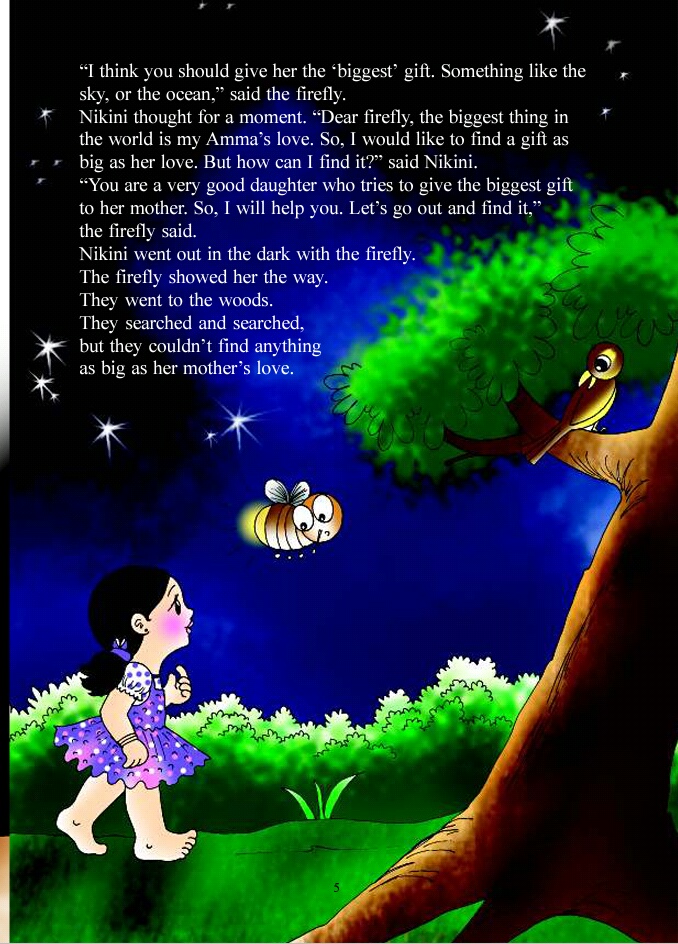 “I think you should give her the ‘biggest’ gift. Something like the
sky, or the ocean,” said the firefly.
Nikini thought for a moment. “Dear firefly, the biggest thing in
the world is my Amma’s love. So, I would like to find a gift as
big as her love. But how can I find it?” said Nikini.
“You are a very good daughter who tries to give the biggest gift
to her mother. So, I will help you. Let’s go out and find it,”
the firefly said.
Nikini went out in the dark with the firefly.
The firefly showed her the way.
They went to the woods.
They searched and searched,
but they couldn’t find anything
as big as her mother’s love.
5